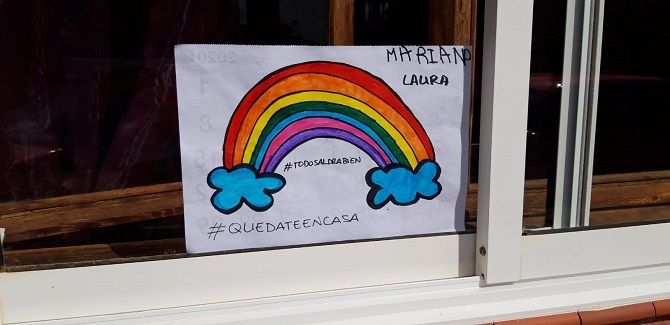 MARIANO
LAURA
#TODOSALDRABIEN
#QUEDATEENCASA